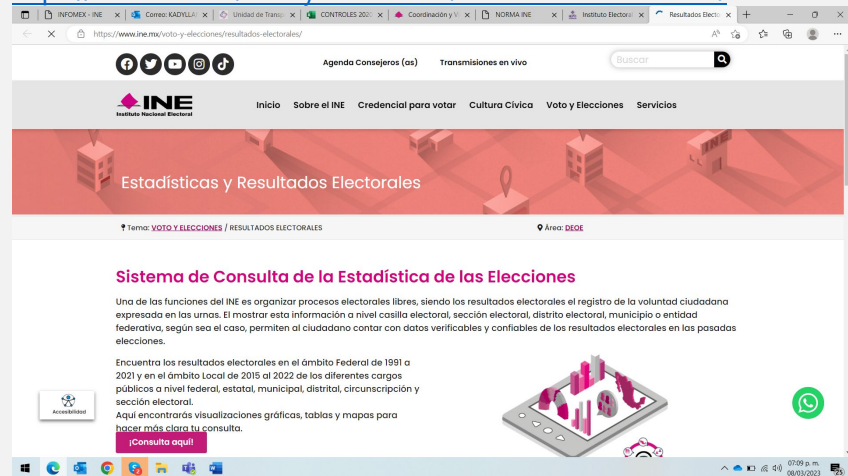 INFOMEX - INE
Correo: KADYLLA
Unidad de Transp
CONTROLES 202
Coordinación y V
NORMA INE
Instituto Electoral
Resultados Electo
https://www.ine.mx/voto-y-elecciones/resultados-electorales/
Agenda Consejeros (as)
Transmisiones en vivo
Buscar
INE
Instituto Nacional Electoral
Inicio
Sobre el INE
Credencial para votar
Cultura Cívica
Voto y Elecciones
Servicios
Estadísticas y Resultados Electorales
Tema: VOTO Y ELECCIONES / RESULTADOS ELECTORALES
Área: DEOE
Sistema de Consulta de la Estadística de las Elecciones
Una de las funciones del INE es organizar procesos electorales libres, siendo los resultados electorales el registro de la voluntad ciudadana
expresada en las urnas. El mostrar esta información a nivel casilla electoral, sección electoral, distrito electoral, municipio o entidad
federativa, según sea el caso, permiten al ciudadano contar con datos verificables y confiables de los resultados electorales en las pasadas
elecciones.
Encuentra los resultados electorales en el ámbito Federal de 1991 a
2021 y en el ámbito Local de 2015 al 2022 de los diferentes cargos
públicos a nivel federal, estatal, municipal, distrital, circunscripción y
sección electoral.
Aquí encontrarás visualizaciones gráficas, tablas y mapas para
hacer más clara tu consulta.
¡Consulta aquí!
Accesibilidad
07:09 p. m.
08/03/2023